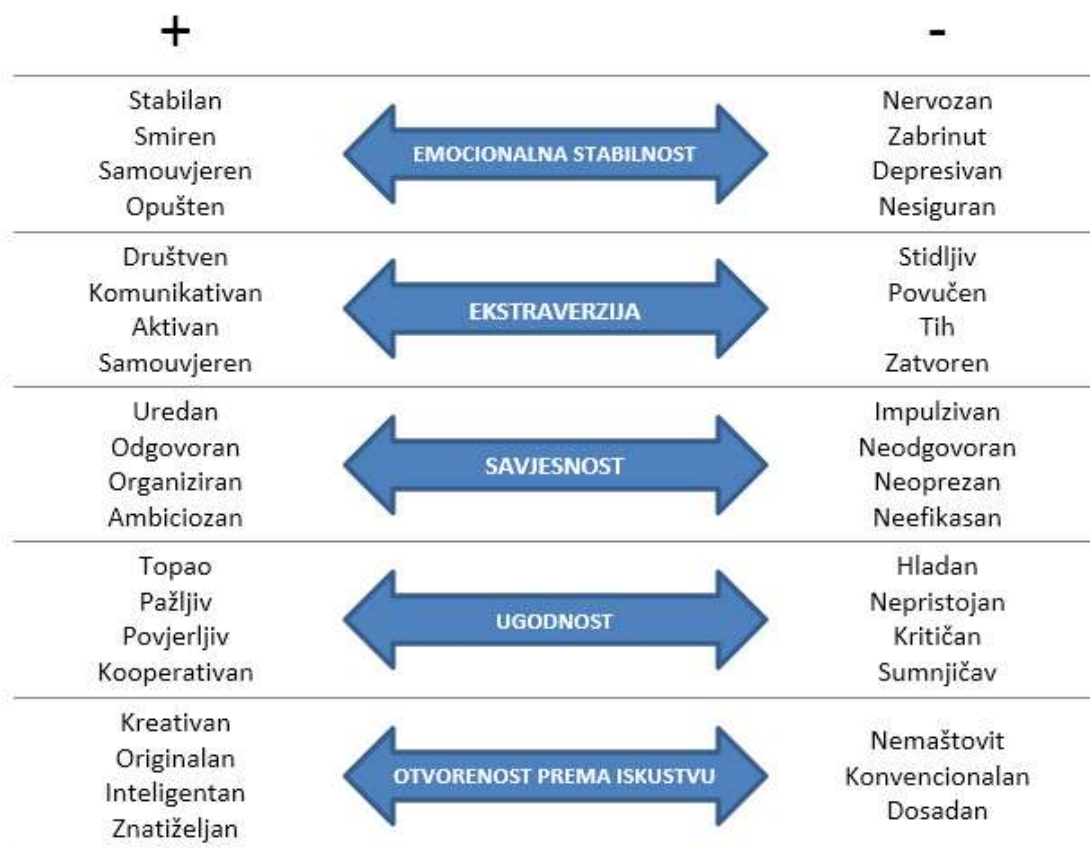 +
-
Stabilan
Smiren
Samouvjeren
Opušten
EMOCIONALNA STABILNOST
Nervozan
Zabrinut
Depresivan
Nesiguran
Društven
Komunikativan
Aktivan
Samouvjeren
EKSTRAVERZIJA
Stidljiv
Povučen
Tih
Zatvoren
Uredan
Odgovoran
Organiziran
Ambiciozan
SAVJESNOST
Impulzivan
Neodgovoran
Neoprezan
Neefikasan
Topao
Pažljiv
Povjerljiv
Kooperativan
UGODNOST
Hladan
Nepristojan
Kritičan
Sumnjičav
Kreativan
Originalan
Inteligentan
Znatiželjan
OTVORENOST PREMA ISKUSTVU
Nemaštovit
Konvencionalan
Dosadan